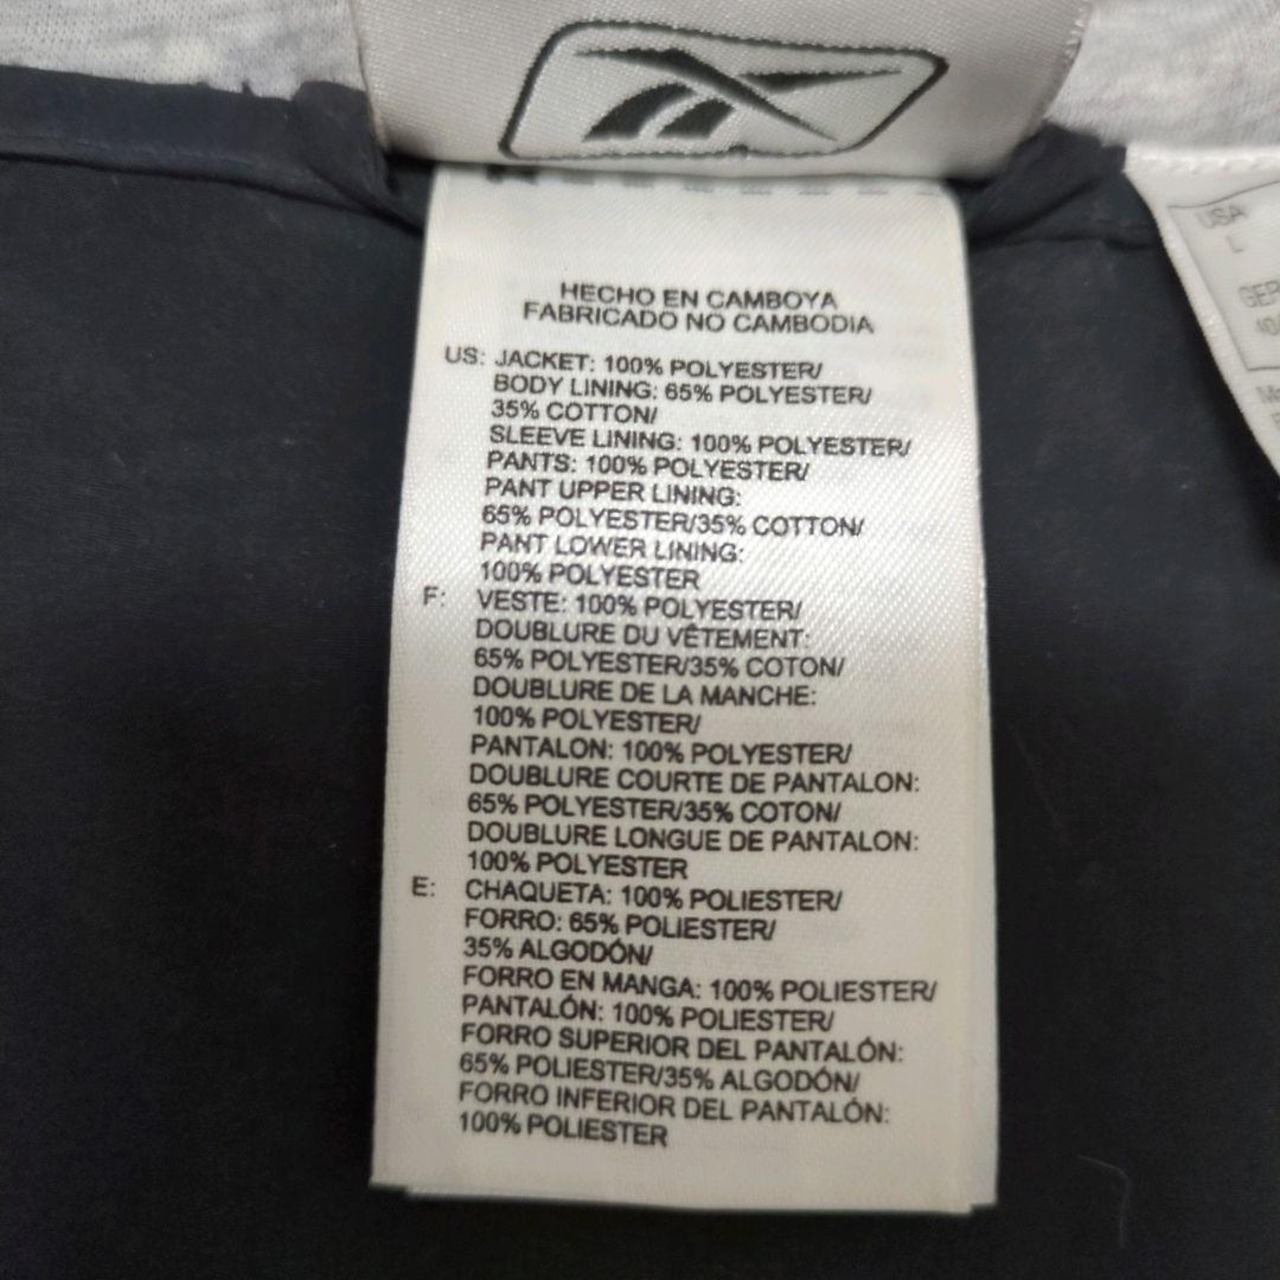 HECHO EN CAMBOYA
FABRICADO NO CAMBODIA
US: JACKET: 100% POLYESTER/
BODY LINING: 65% POLYESTER/
35% COTTON/
SLEEVE LINING: 100% POLYESTER/
PANTS: 100% POLYESTER/
PANT UPPER LINING:
65% POLYESTER/35% COTTON/
PANT LOWER LINING:
100% POLYESTER
F: VESTE: 100% POLYESTER/
DOUBLURE DU VÊTEMENT:
65% POLYESTER/35% COTON/
DOUBLURE DE LA MANCHE:
100% POLYESTER/
PANTALON: 100% POLYESTER/
DOUBLURE COURTE DE PANTALON:
65% POLYESTER/35% COTON/
DOUBLURE LONGUE DE PANTALON:
100% POLYESTER
E: CHAQUETA: 100% POLIESTER/
FORRO: 65% POLIESTER/
35% ALGODÓN/
FORRO EN MANGA: 100% POLIESTER/
PANTALÓN: 100% POLIESTER/
FORRO SUPERIOR DEL PANTALÓN:
65% POLIESTER/35% ALGODÓN/
FORRO INFERIOR DEL PANTALÓN:
100% POLIESTER
USA
L